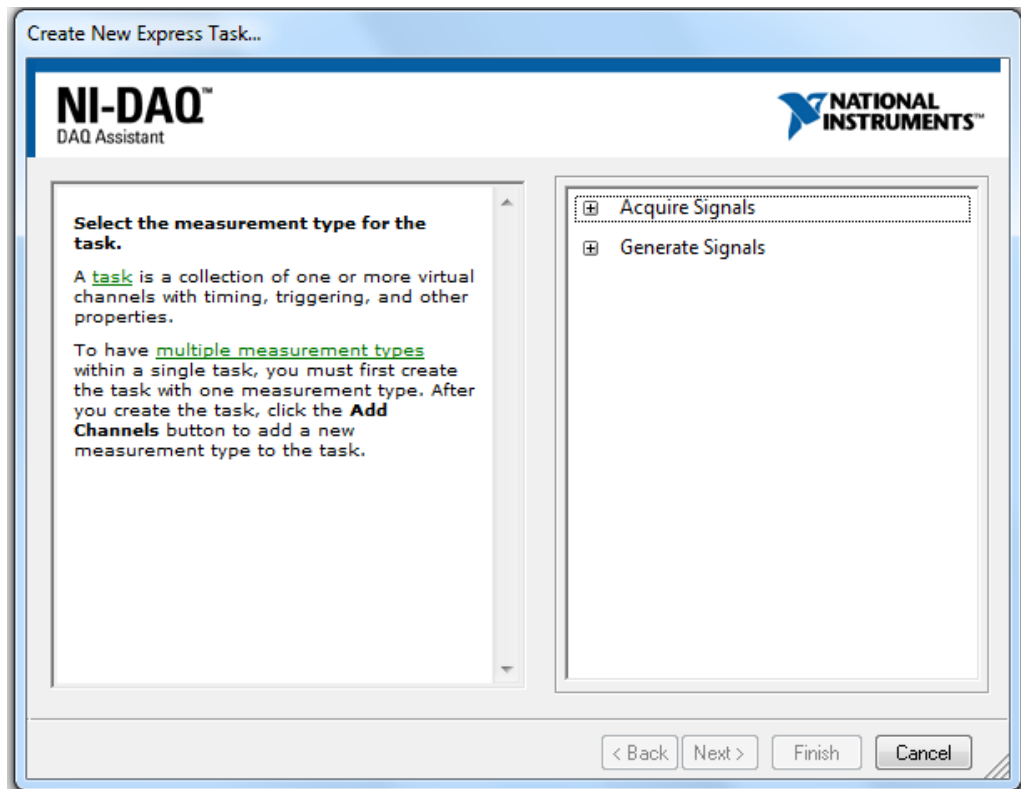 Create New Express Task...
NI-DAQ™
DAQ Assistant
NATIONAL
INSTRUMENTS™
Select the measurement type for the
task.
A task is a collection of one or more virtual
channels with timing, triggering, and other
properties.
To have multiple measurement types
within a single task, you must first create
the task with one measurement type. After
you create the task, click the Add
Channels button to add a new
measurement type to the task.
Acquire Signals
Generate Signals
< Back Next > Finish Cancel